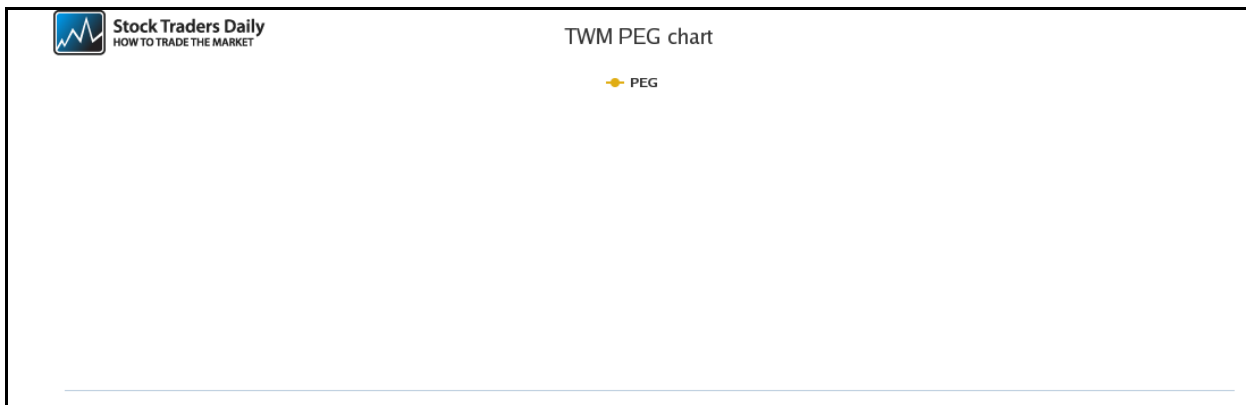 Stock Traders Daily
HOW TO TRADE THE MARKET
TWM PEG chart
PEG